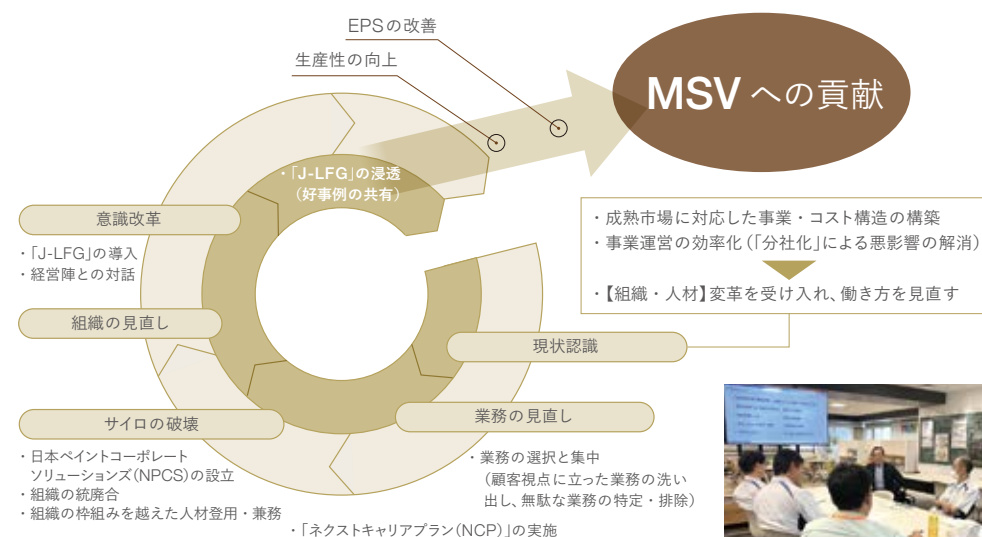 EPSの改善
生産性の向上
MSV への貢献
・「J-LFG」の浸透
（好事例の共有）
意識改革
・「J-LFG」の導入
・経営陣との対話
組織の見直し
サイロの破壊
・日本ペイントコーポレート
ソリューションズ（NPCS）の設立
・組織の統廃合
・組織の枠組みを越えた人材登用・兼務
・「ネクストキャリアプラン（NCP）」の実施
業務の見直し
・業務の選択と集中
（顧客視点に立った業務の洗い
出し、無駄な業務の特定・排除）
現状認識
・成熟市場に対応した事業・コスト構造の構築
・事業運営の効率化（「分社化」による悪影響の解消）
・【組織・人材】変革を受け入れ、働き方を見直す